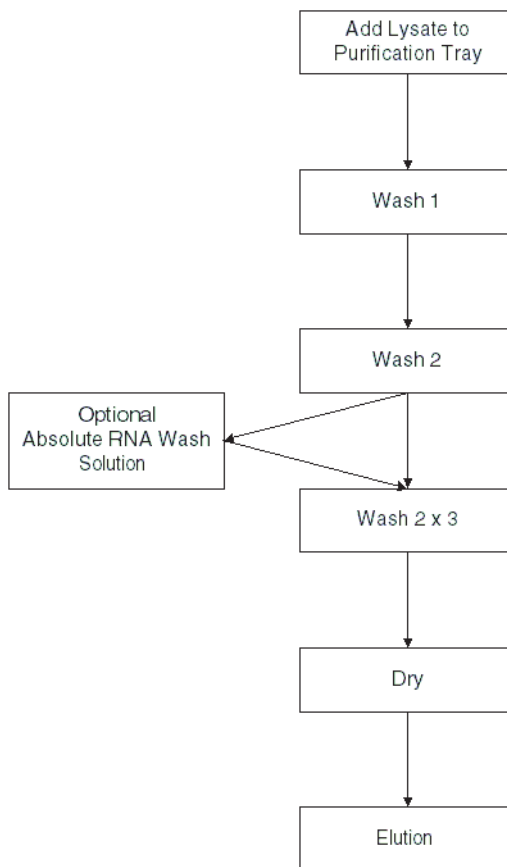 Add Lysate to
Purification Tray
Wash 1
Wash 2
Optional
Absolute RNA Wash
Solution
Wash 2 x 3
Dry
Elution